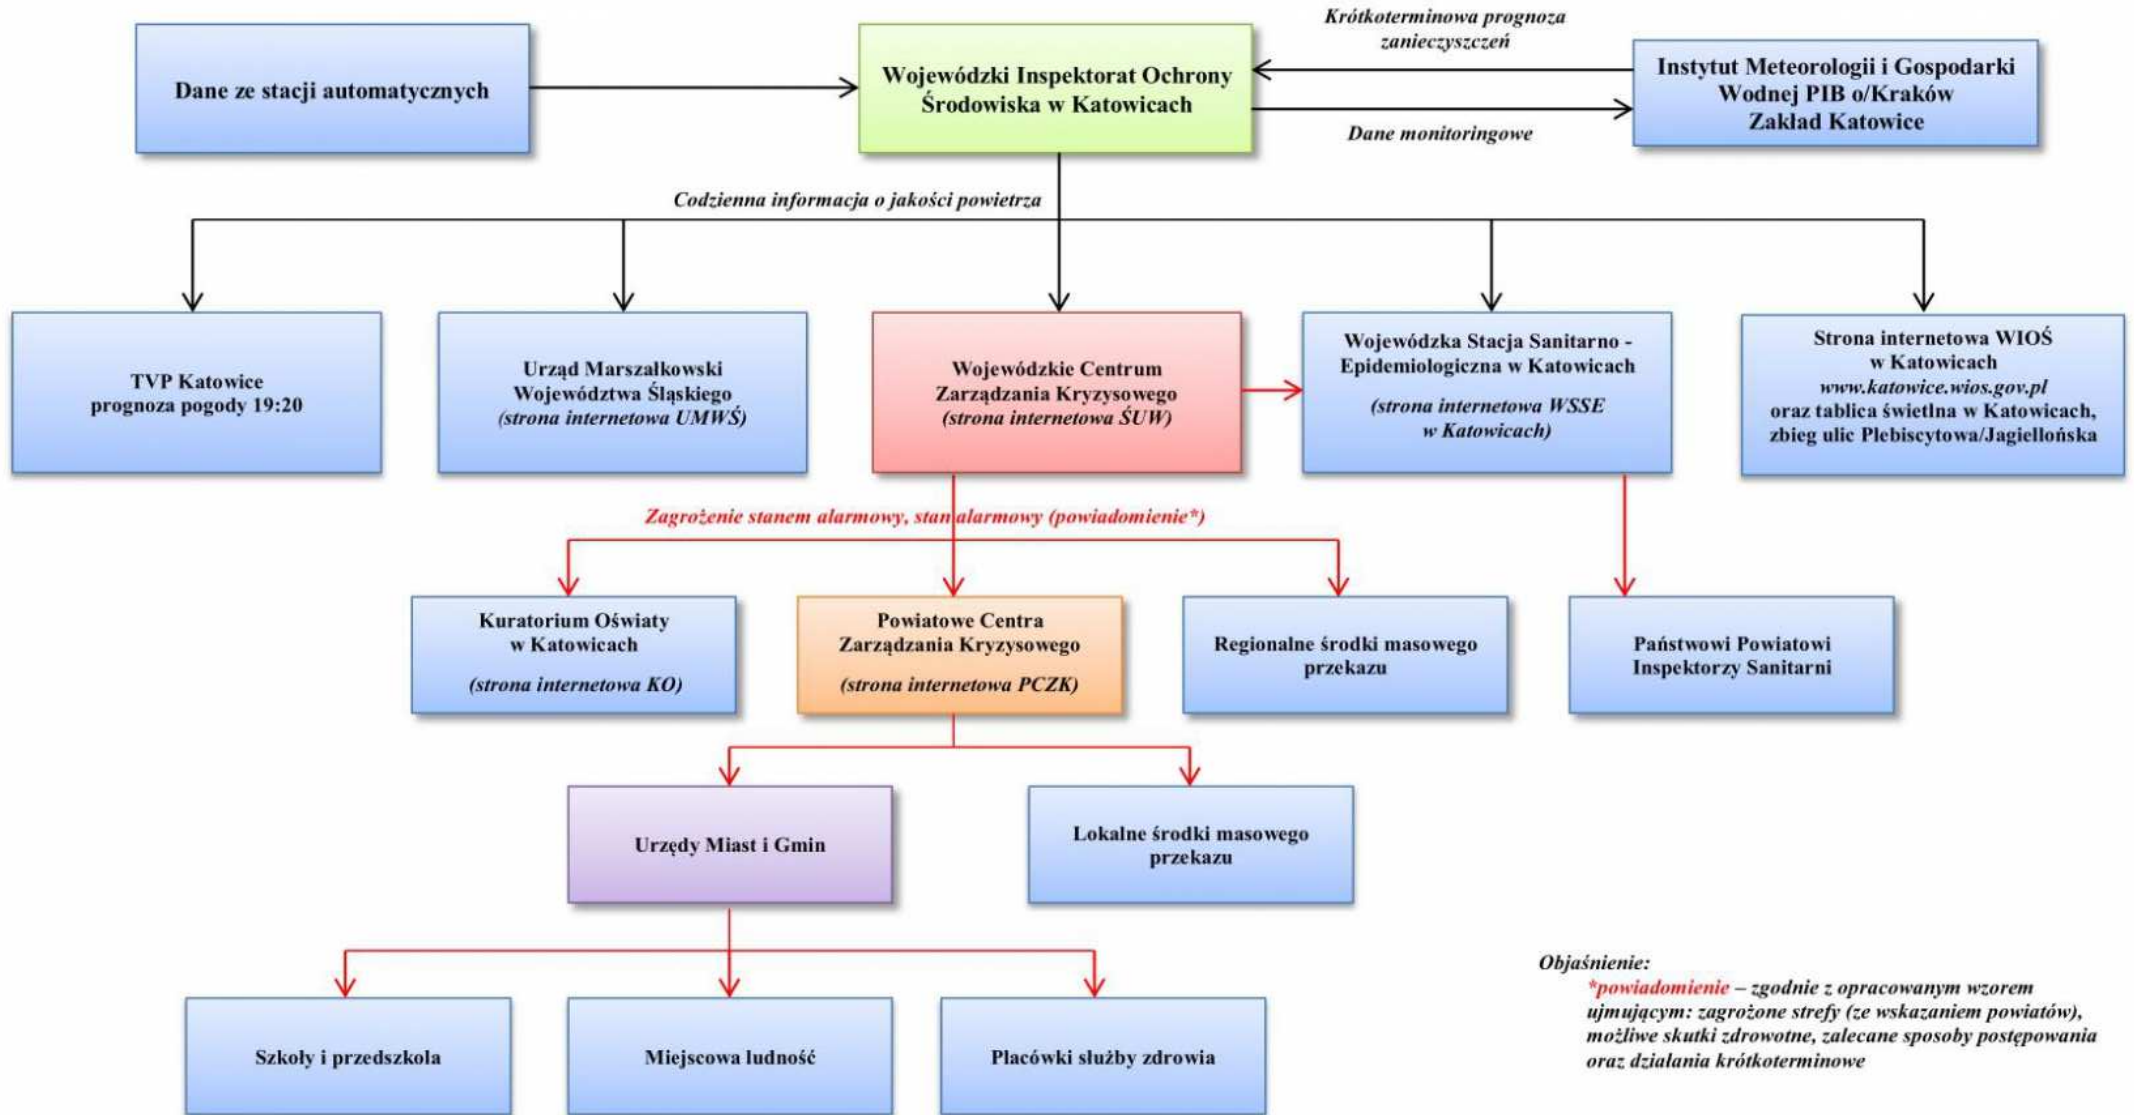 Krótkoterminowa prognoza
zanieczyszczeń
Dane ze stacji automatycznych
Wojewódzki Inspektorat Ochrony
Środowiska w Katowicach
Instytut Meteorologii i Gospodarki
Wodnej PIB o/Kraków
Zakład Katowice
Dane monitoringowe
Codzienna informacja o jakości powietrza
TVP Katowice
prognoza pogody 19:20
Urząd Marszałkowski
Województwa Śląskiego
(strona internetowa UMWŚ)
Wojewódzkie Centrum
Zarządzania Kryzysowego
(strona internetowa ŚUW)
Wojewódzka Stacja Sanitarno -
Epidemiologiczna w Katowicach
(strona internetowa WSSE
w Katowicach)
Strona internetowa WIOŚ
w Katowicach
www.katowice.wios.gov.pl
oraz tablica świetlna w Katowicach,
zbieg ulic Plebiscytowa/Jagiellońska
Zagrożenie stanem alarmowy, stan alarmowy (powiadomienie*)
Kuratorium Oświaty
w Katowicach
(strona internetowa KO)
Powiatowe Centra
Zarządzania Kryzysowego
(strona internetowa PCZK)
Regionalne środki masowego
przekazu
Państwowi Powiatowi
Inspektorzy Sanitarni
Urzędy Miast i Gmin
Lokalne środki masowego
przekazu
Szkoły i przedszkola
Miejscowa ludność
Placówki służby zdrowia
Objaśnienie:
*powiadomienie – zgodnie z opracowanym wzorem
ujmującym: zagrożone strefy (ze wskazaniem powiatów),
możliwe skutki zdrowotne, zalecane sposoby postępowania
oraz działania krótkoterminowe